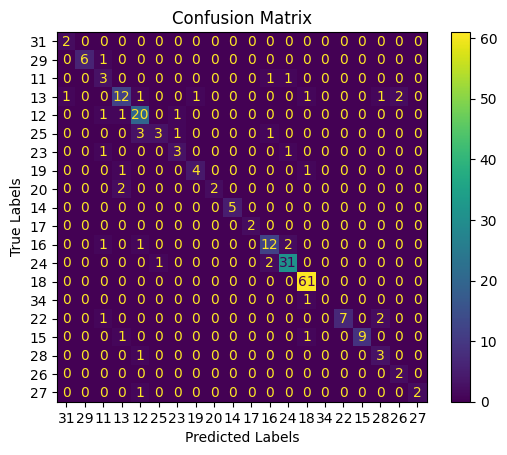 Confusion Matrix
True Labels
31 2 0 0 0 0 0 0 0 0 0 0 0 0 0 0 0 0 0 0 0
29 0 6 1 0 0 0 0 0 0 0 0 0 0 0 0 0 0 0 0 0
11 0 0 3 0 0 0 0 0 0 0 0 1 1 0 0 0 0 0 0 0
13 1 0 0 12 1 0 0 1 0 0 0 0 0 1 0 0 0 1 2 0
12 0 0 1 1 20 0 1 0 0 0 0 0 0 0 0 0 0 0 0 0
25 0 0 0 0 3 3 1 0 0 0 0 1 0 0 0 0 0 0 0 0
23 0 0 1 0 0 0 3 0 0 0 0 0 1 0 0 0 0 0 0 0
19 0 0 0 1 0 0 0 4 0 0 0 0 0 1 0 0 0 0 0 0
20 0 0 0 2 0 0 0 0 2 0 0 0 0 0 0 0 0 0 0 0
14 0 0 0 0 0 0 0 0 0 5 0 0 0 0 0 0 0 0 0 0
17 0 0 0 0 0 0 0 0 0 0 2 0 0 0 0 0 0 0 0 0
16 0 0 1 0 1 0 0 0 0 0 0 12 2 0 0 0 0 0 0 0
24 0 0 0 0 0 1 0 0 0 0 0 2 31 0 0 0 0 0 0 0
18 0 0 0 0 0 0 0 0 0 0 0 0 0 61 0 0 0 0 0 0
34 0 0 0 0 0 0 0 0 0 0 0 0 0 1 0 0 0 0 0 0
22 0 0 1 0 0 0 0 0 0 0 0 0 0 0 0 7 0 2 0 0
15 0 0 0 1 0 0 0 0 0 0 0 0 0 1 0 0 9 0 0 0
28 0 0 0 0 1 0 0 0 0 0 0 0 0 0 0 0 0 3 0 0
26 0 0 0 0 0 0 0 0 0 0 0 0 0 0 0 0 0 0 2 0
27 0 0 0 0 1 0 0 0 0 0 0 0 0 0 0 0 0 0 0 2
31 29 11 13 12 25 23 19 20 14 17 16 24 18 34 22 15 28 26 27
Predicted Labels
60
50
40
30
20
10
0